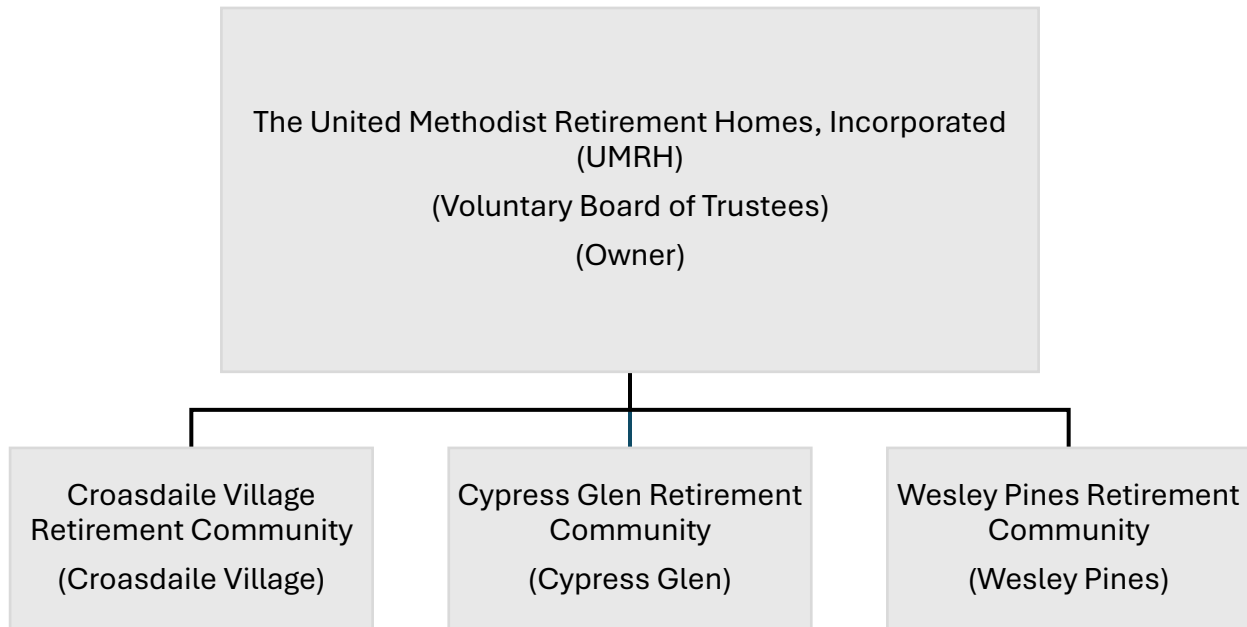 The United Methodist Retirement Homes, Incorporated
(UMRH)
(Voluntary Board of Trustees)
(Owner)
Croasdaile Village
Retirement Community
(Croasdaile Village)
Cypress Glen Retirement
Community
(Cypress Glen)
Wesley Pines Retirement
Community
(Wesley Pines)